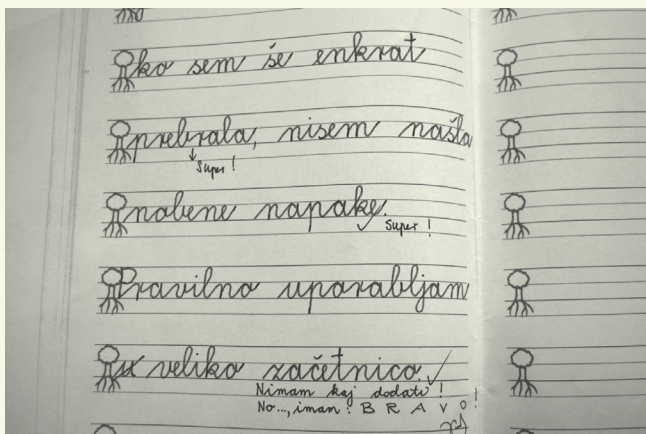 ko sem še enkrat
prebrala, nisem našla
Super!
nobene napake.
Super!
Pravilno uporabljam
veliko začetnico.
Nimam kaj dodati!
No..., imam: BRAVO!